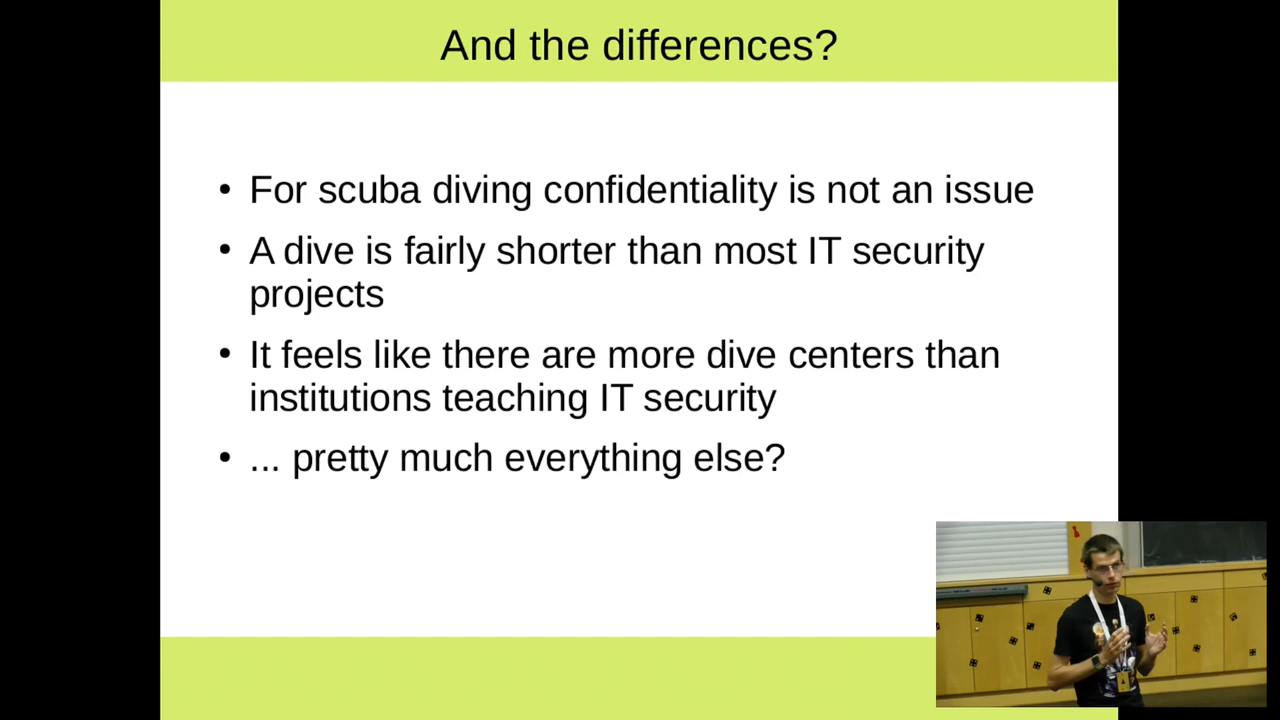 And the differences?
• For scuba diving confidentiality is not an issue
• A dive is fairly shorter than most IT security
projects
• It feels like there are more dive centers than
institutions teaching IT security
• ... pretty much everything else?